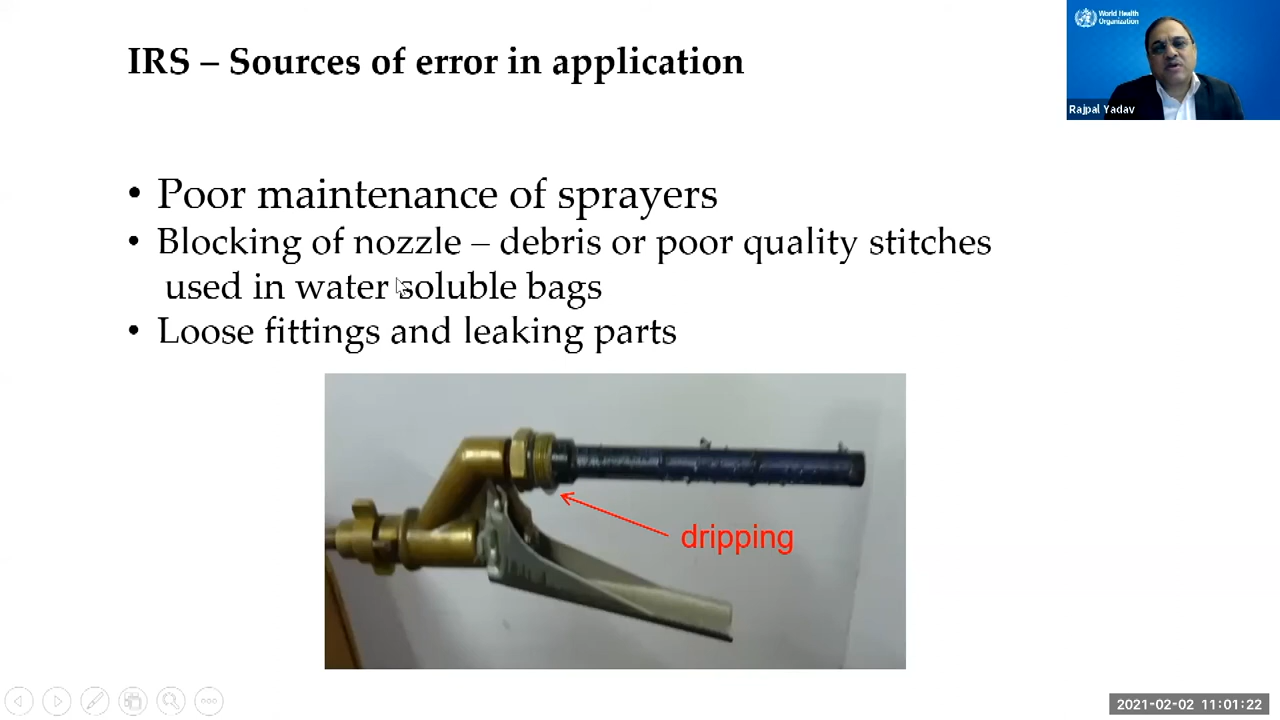 IRS – Sources of error in application
World Health
Organization
Rajpal Yadav
• Poor maintenance of sprayers
• Blocking of nozzle – debris or poor quality stitches
used in water soluble bags
• Loose fittings and leaking parts
dripping
2021-02-02 11:01:22